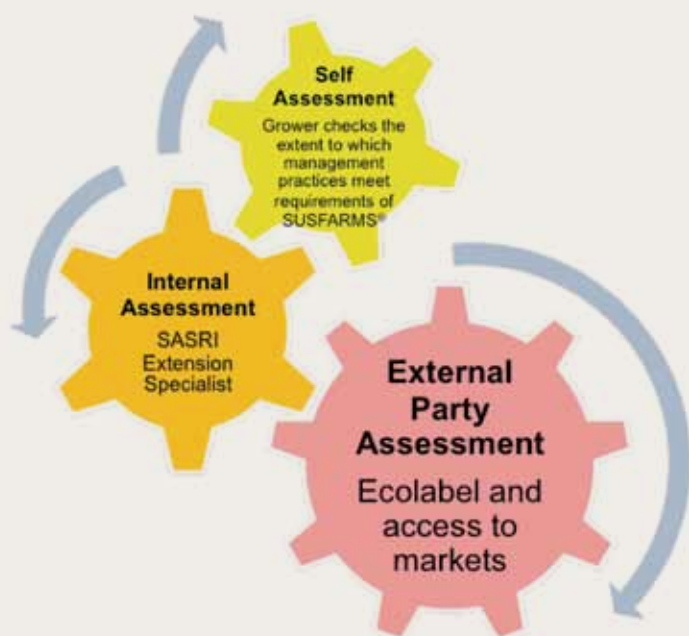 Self
Assessment
Grower checks the
extent to which
management
practices meet
requirements of
SUSFARMS®
Internal
Assessment
SASRI
Extension
Specialist
External
Party
Assessment
Ecolabel and
access to
markets